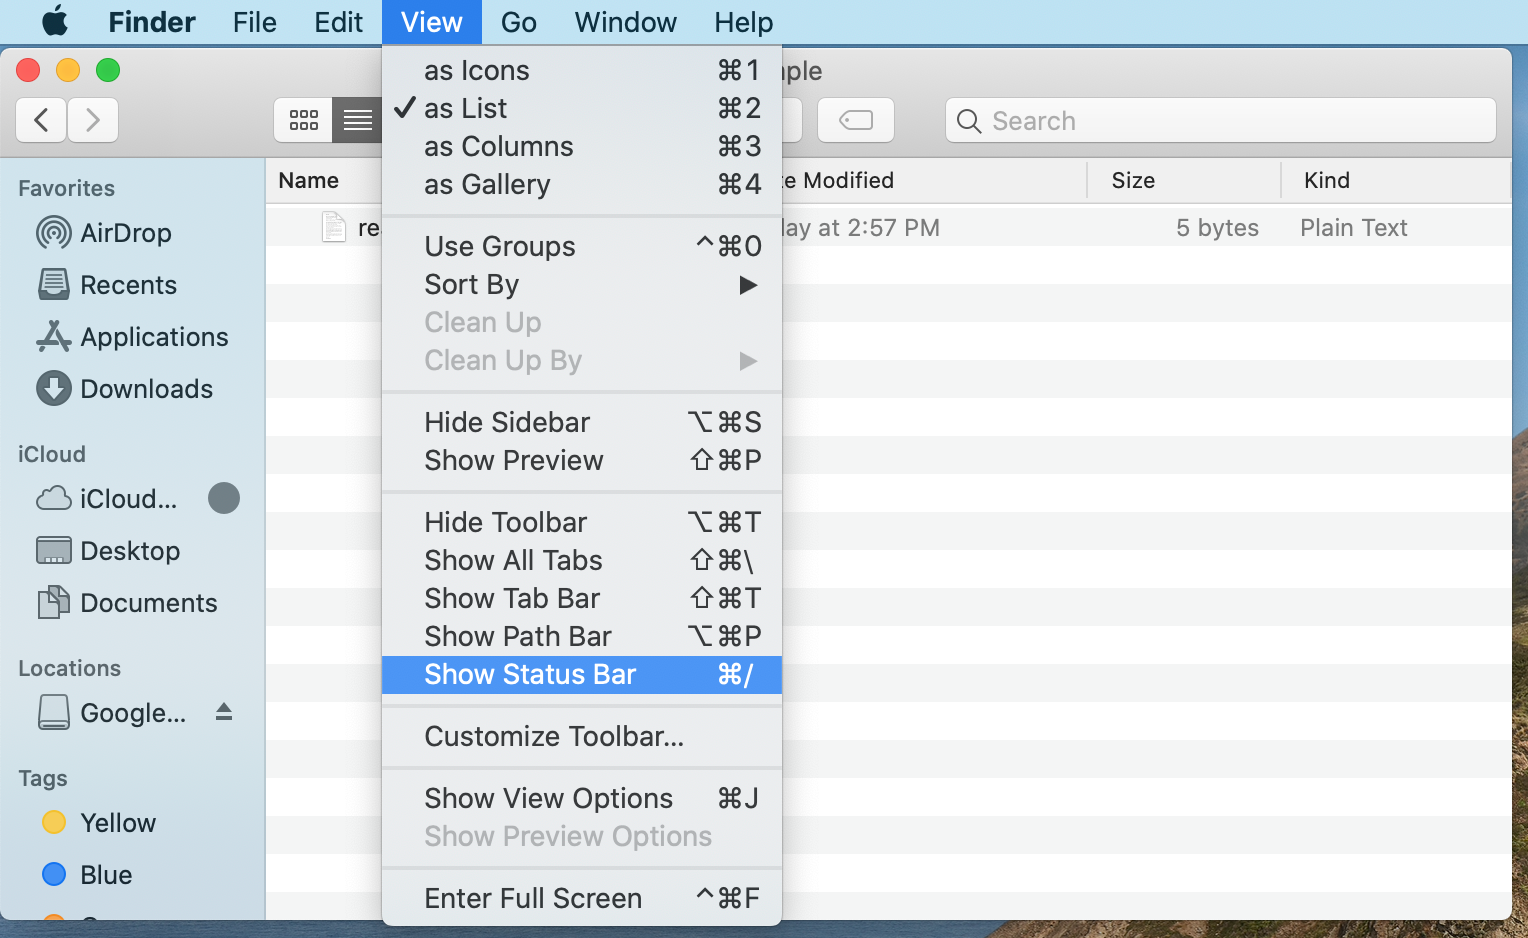 Finder File Edit View Go Window Help
as Icons ⌘1
✓ as List ⌘2
as Columns ⌘3
as Gallery ⌘4
Use Groups ^⌘0
Sort By ▶
Clean Up
Clean Up By ▶
Hide Sidebar ⌥⌘S
Show Preview ⇧⌘P
Hide Toolbar ⌥⌘T
Show All Tabs ⇧⌘\
Show Tab Bar ⇧⌘T
Show Path Bar ⌥⌘P
Show Status Bar ⌘/
Customize Toolbar...
Show View Options ⌘J
Show Preview Options
Enter Full Screen ^⌘F
Search
Favorites
AirDrop
Recents
Applications
Downloads
iCloud
iCloud...
Desktop
Documents
Locations
Google...
Tags
Yellow
Blue
Name Modified Size Kind
at 2:57 PM 5 bytes Plain Text